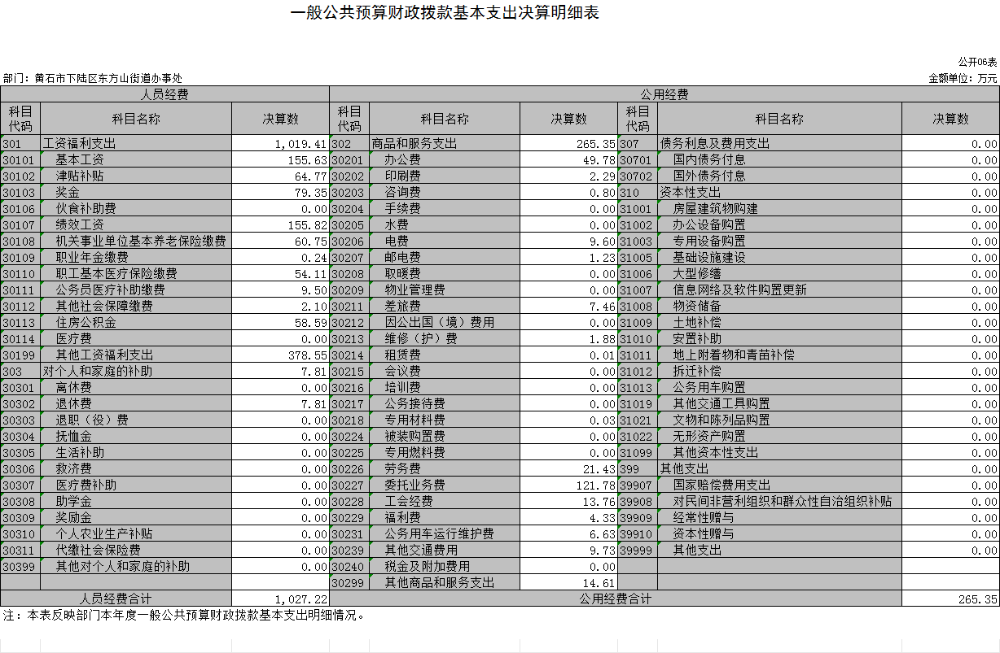 一般公共预算财政拨款基本支出决算明细表
公开06表
部门：黄石市下陆区东方山街道办事处 金额单位：万元
人员经费 公用经费
科目代码 科目名称 决算数 科目代码 科目名称 决算数 科目代码 科目名称 决算数
301 工资福利支出 1,019.41 302 商品和服务支出 265.35 307 债务利息及费用支出 0.00
30101 基本工资 155.63 30201 办公费 49.78 30701 国内债务付息 0.00
30102 津贴补贴 64.77 30202 印刷费 2.29 30702 国外债务付息 0.00
30103 奖金 79.35 30203 咨询费 0.80 310 资本性支出 0.00
30106 伙食补助费 0.00 30204 手续费 0.00 31001 房屋建筑物购建 0.00
30107 绩效工资 155.82 30205 水费 0.00 31002 办公设备购置 0.00
30108 机关事业单位基本养老保险缴费 60.75 30206 电费 9.60 31003 专用设备购置 0.00
30109 职业年金缴费 0.24 30207 邮电费 1.23 31005 基础设施建设 0.00
30110 职工基本医疗保险缴费 54.11 30208 取暖费 0.00 31006 大型修缮 0.00
30111 公务员医疗补助缴费 9.50 30209 物业管理费 0.00 31007 信息网络及软件购置更新 0.00
30112 其他社会保障缴费 2.10 30211 差旅费 7.46 31008 物资储备 0.00
30113 住房公积金 58.59 30212 因公出国（境）费用 0.00 31009 土地补偿 0.00
30114 医疗费 0.00 30213 维修（护）费 1.88 31010 安置补助 0.00
30199 其他工资福利支出 378.55 30214 租赁费 0.01 31011 地上附着物和青苗补偿 0.00
303 对个人和家庭的补助 7.81 30215 会议费 0.00 31012 拆迁补偿 0.00
30301 离休费 0.00 30216 培训费 0.00 31013 公务用车购置 0.00
30302 退休费 7.81 30217 公务接待费 0.00 31019 其他交通工具购置 0.00
30303 退职（役）费 0.00 30218 专用材料费 0.03 31021 文物和陈列品购置 0.00
30304 抚恤金 0.00 30224 被装购置费 0.00 31022 无形资产购置 0.00
30305 生活补助 0.00 30225 专用燃料费 0.00 31099 其他资本性支出 0.00
30306 救济费 0.00 30226 劳务费 21.43 399 其他支出 0.00
30307 医疗费补助 0.00 30227 委托业务费 121.78 39907 国家赔偿费用支出 0.00
30308 助学金 0.00 30228 工会经费 13.76 39908 对民间非营利组织和群众性自治组织补贴 0.00
30309 奖励金 0.00 30229 福利费 4.33 39909 经常性赠与 0.00
30310 个人农业生产补贴 0.00 30231 公务用车运行维护费 6.63 39910 资本性赠与 0.00
30311 代缴社会保险费 0.00 30239 其他交通费用 9.73 39999 其他支出 0.00
30399 其他对个人和家庭的补助 0.00 30240 税金及附加费用 0.00
30299 其他商品和服务支出 14.61
人员经费合计 1,027.22 公用经费合计 265.35
注：本表反映部门本年度一般公共预算财政拨款基本支出明细情况。